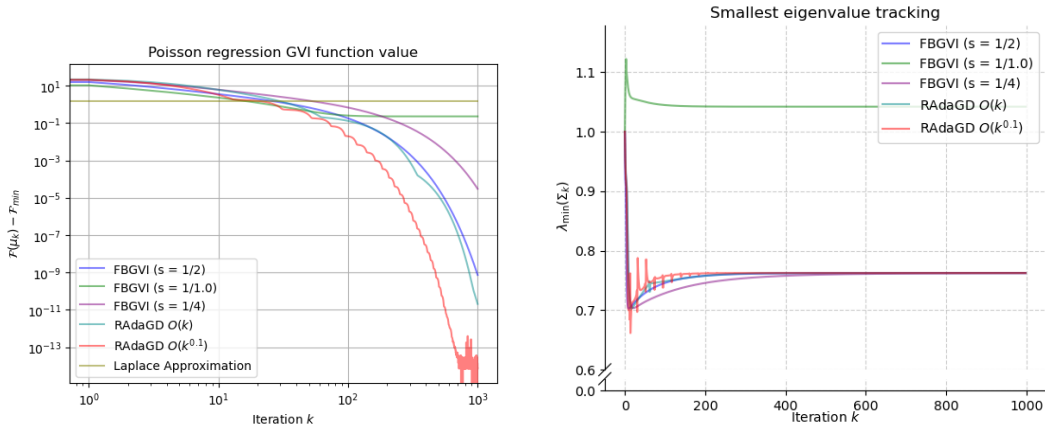 Poisson regression GVI function value
10^1
10^{-1}
10^{-3}
10^{-5}
10^{-7}
10^{-9}
10^{-11}
10^{-13}
F(μ_k) − F_{min}
FBGVI (s = 1/2)
FBGVI (s = 1/1.0)
FBGVI (s = 1/4)
RAdaGD O(k)
RAdaGD O(k^{0.1})
Laplace Approximation
10^0
10^1
10^2
10^3
Iteration k
Smallest eigenvalue tracking
1.1
1.0
0.9
0.8
0.7
0.6
0.0
λ_{min}(Σ_k)
FBGVI (s = 1/2)
FBGVI (s = 1/1.0)
FBGVI (s = 1/4)
RAdaGD O(k)
RAdaGD O(k^{0.1})
0
200
400
600
800
1000
Iteration k